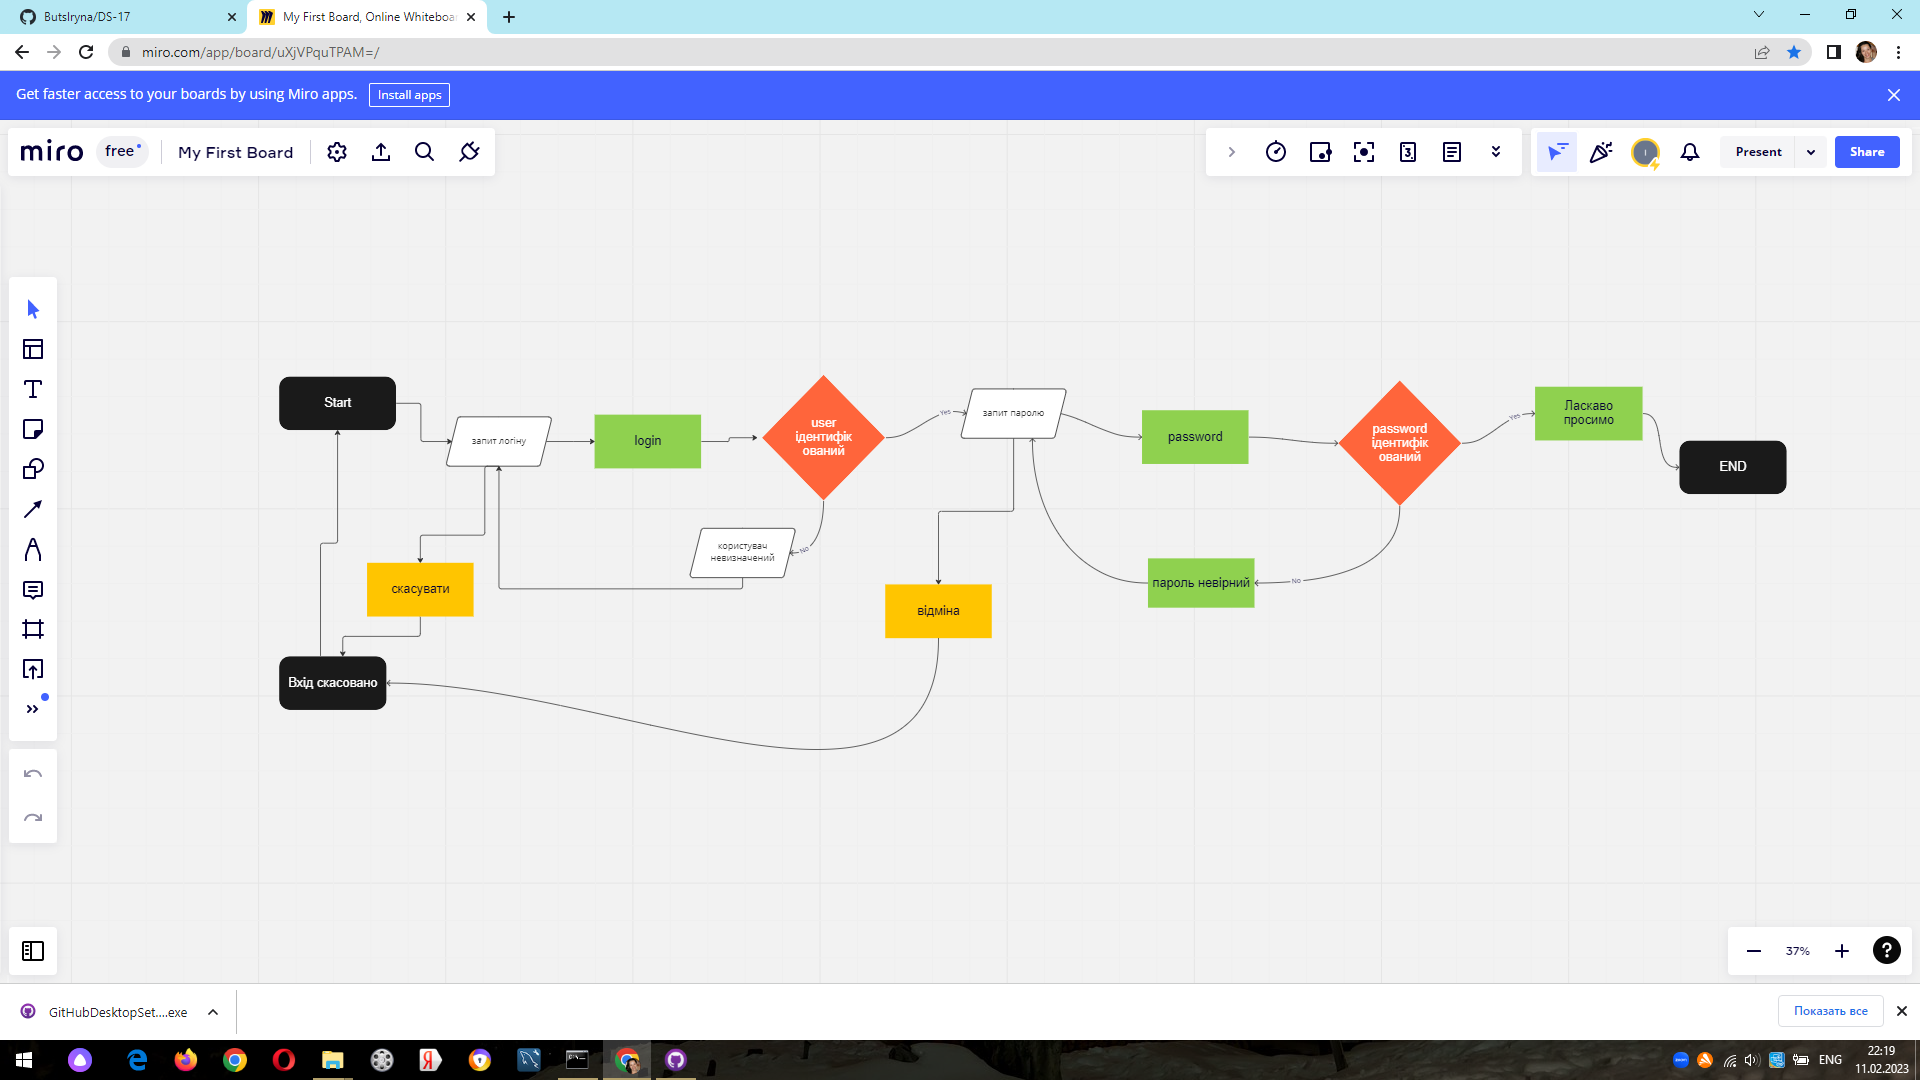 ButsIryna/DS-17
My First Board, Online Whiteboar
miro.com/app/board/uXjVPquTPAM=/
Get faster access to your boards by using Miro apps.
Install apps
miro
free
My First Board
3
I
Present
Share
Start
запит логіну
login
user
ідентифік
ований
Yes
запит паролю
password
password
ідентифік
ований
Yes
Ласкаво
просимо
END
користувач
невизначений
No
скасувати
відміна
пароль невірний
No
Вхід скасовано
37%
?
GitHubDesktopSet....exe
Показать все
ENG
22:19
11.02.2023